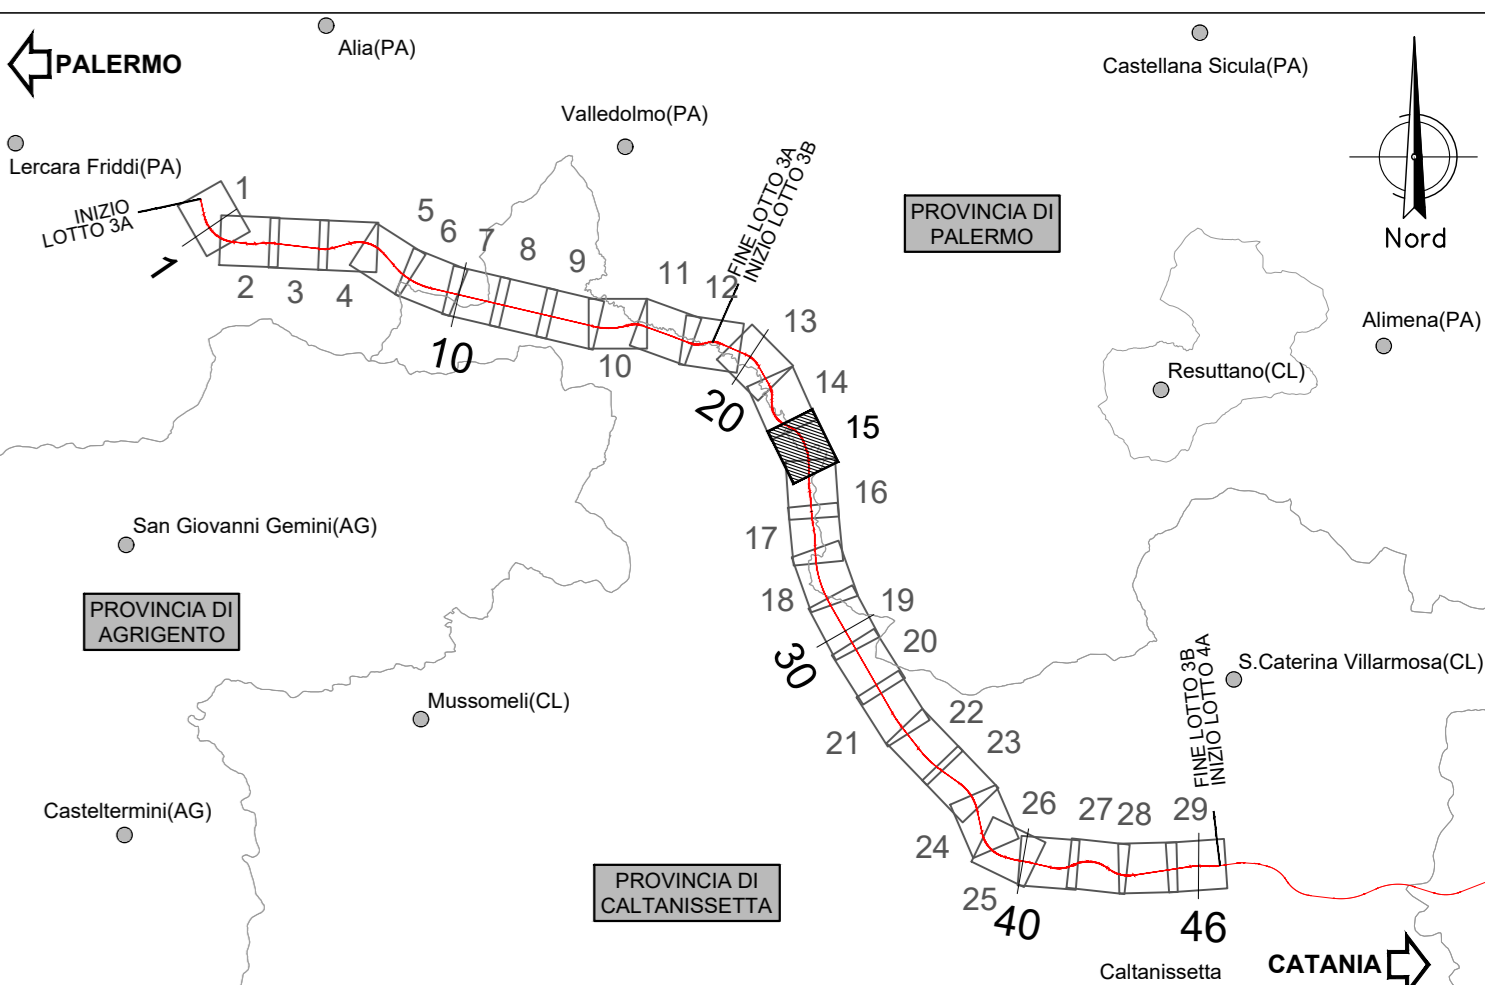 Alia(PA)
PALERMO
Castellana Sicula(PA)
Valledolmo(PA)
Lercara Friddi(PA)
INIZIO
LOTTO 3A
1
1
2
3
4
5
6
7
8
9
10
10
11
12
FINE LOTTO 3A
INIZIO LOTTO 3B
PROVINCIA DI
PALERMO
Nord
13
20
14
15
Alimena(PA)
Resuttano(CL)
16
San Giovanni Gemini(AG)
17
PROVINCIA DI
AGRIGENTO
18
19
20
30
S.Caterina Villarmosa(CL)
Mussomeli(CL)
21
22
23
FINE LOTTO 3B
INIZIO LOTTO 4A
Casteltermini(AG)
24
25
26
27
28
29
40
46
PROVINCIA DI
CALTANISSETTA
Caltanissetta
CATANIA